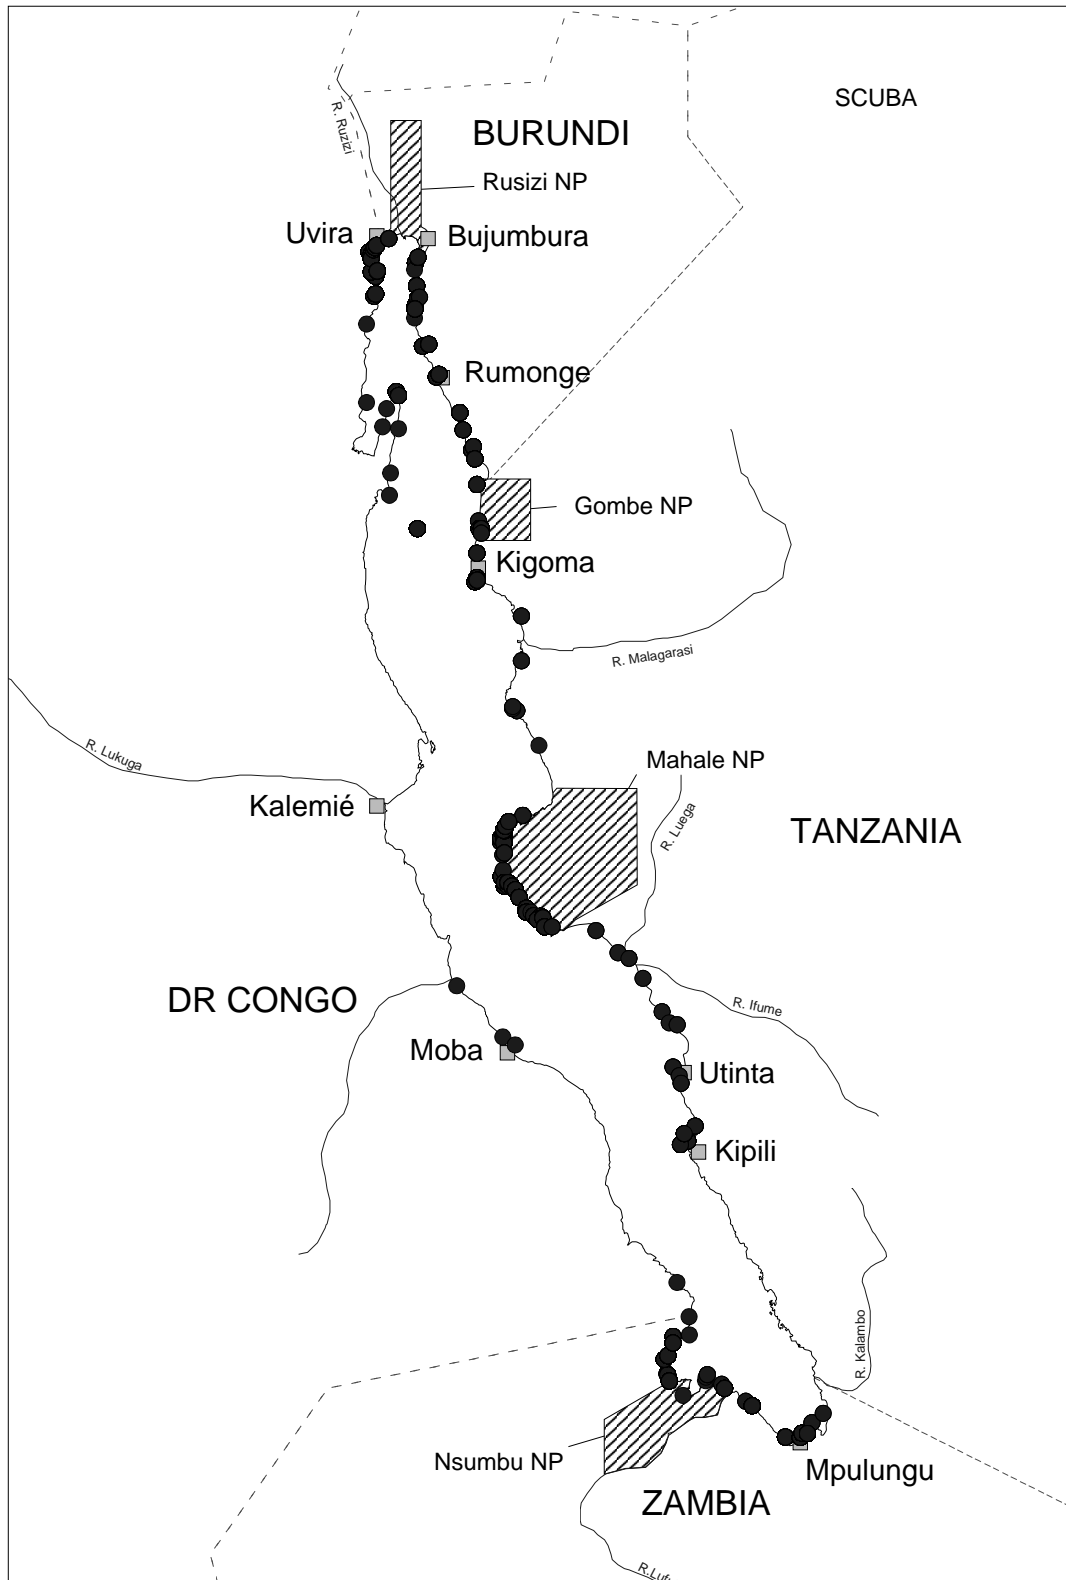 SCUBA
R. Ruzizi
BURUNDI
Rusizi NP
Uvira
Bujumbura
Rumonge
Gombe NP
Kigoma
R. Malagarasi
R. Lukuga
Mahale NP
Kalemié
R. Luega
TANZANIA
DR CONGO
R. Ifume
Moba
Utinta
Kipili
R. Kalambo
Nsumbu NP
Mpulungu
ZAMBIA